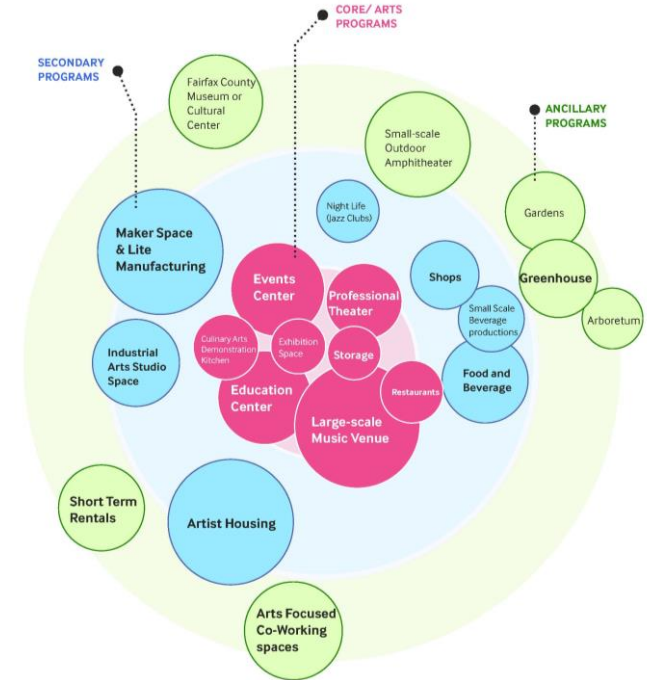 CORE/ ARTS
PROGRAMS
SECONDARY
PROGRAMS
Fairfax County
Museum or
Cultural
Center
ANCILLARY
PROGRAMS
Small-scale
Outdoor
Amphitheater
Night Life
(Jazz Clubs)
Gardens
Maker Space
& Lite
Manufacturing
Events
Center
Professional
Theater
Shops
Greenhouse
Small Scale
Beverage
productions
Arboretum
Industrial
Arts Studio
Space
Culinary Arts
Demonstration
Kitchen
Exhibition
Space
Storage
Food and
Beverage
Education
Center
Restaurants
Large-scale
Music Venue
Short Term
Rentals
Artist Housing
Arts Focused
Co-Working
spaces